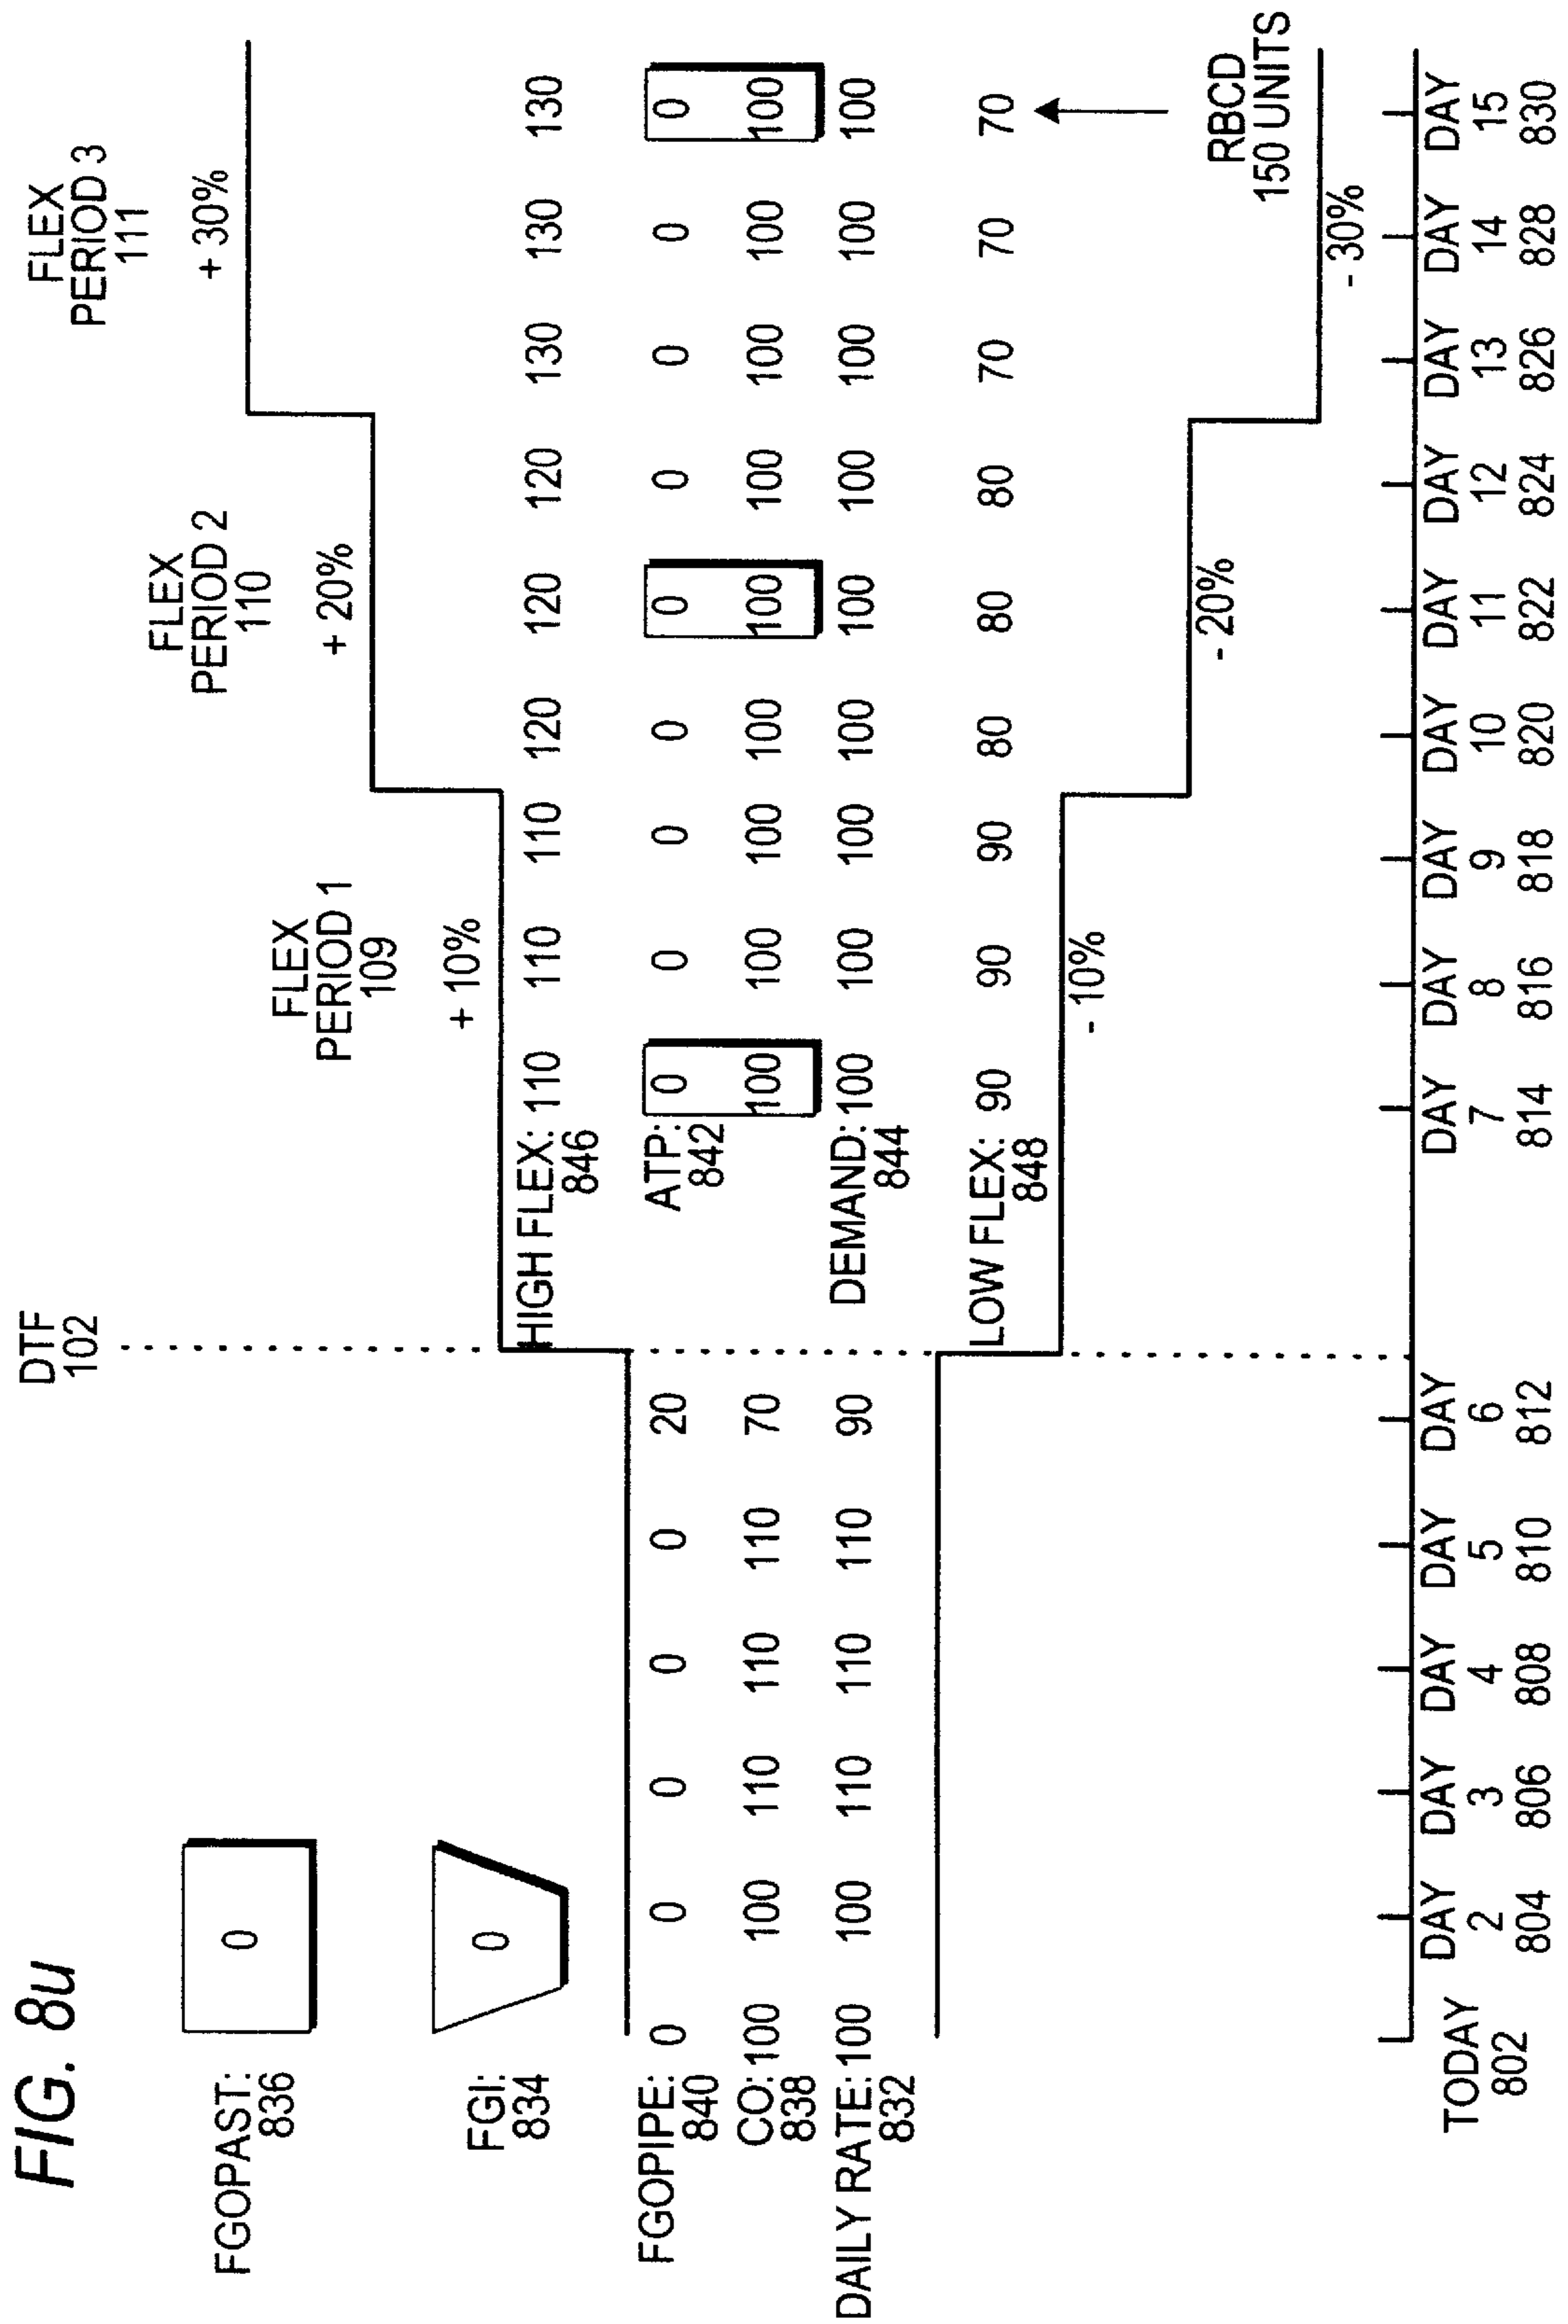 FIG. 8u
DTF
102
FLEX
PERIOD 1
109
+ 10%
FLEX
PERIOD 2
110
+ 20%
FLEX
PERIOD 3
111
+ 30%
FGOPAST:
836
0
FGI:
834
0
HIGH FLEX: 110 110 110 120 120 120 130 130 130
846
FGOPIPE: 0 0 0 0 0 20
840
ATP: 0 0 0 0 0 0 0 0 0
842
CO: 100 100 110 110 110 70 100 100 100 100 100 100 100 100 100
838
DAILY RATE: 100 100 110 110 110 90
832
DEMAND: 100 100 100 100 100 100 100 100 100
844
LOW FLEX: 90 90 90 80 80 80 70 70 70
848
- 10%
- 20%
- 30%
RBCD
150 UNITS
TODAY DAY DAY DAY DAY DAY DAY DAY DAY DAY DAY DAY DAY DAY DAY
2 3 4 5 6 7 8 9 10 11 12 13 14 15
802 804 806 808 810 812 814 816 818 820 822 824 826 828 830